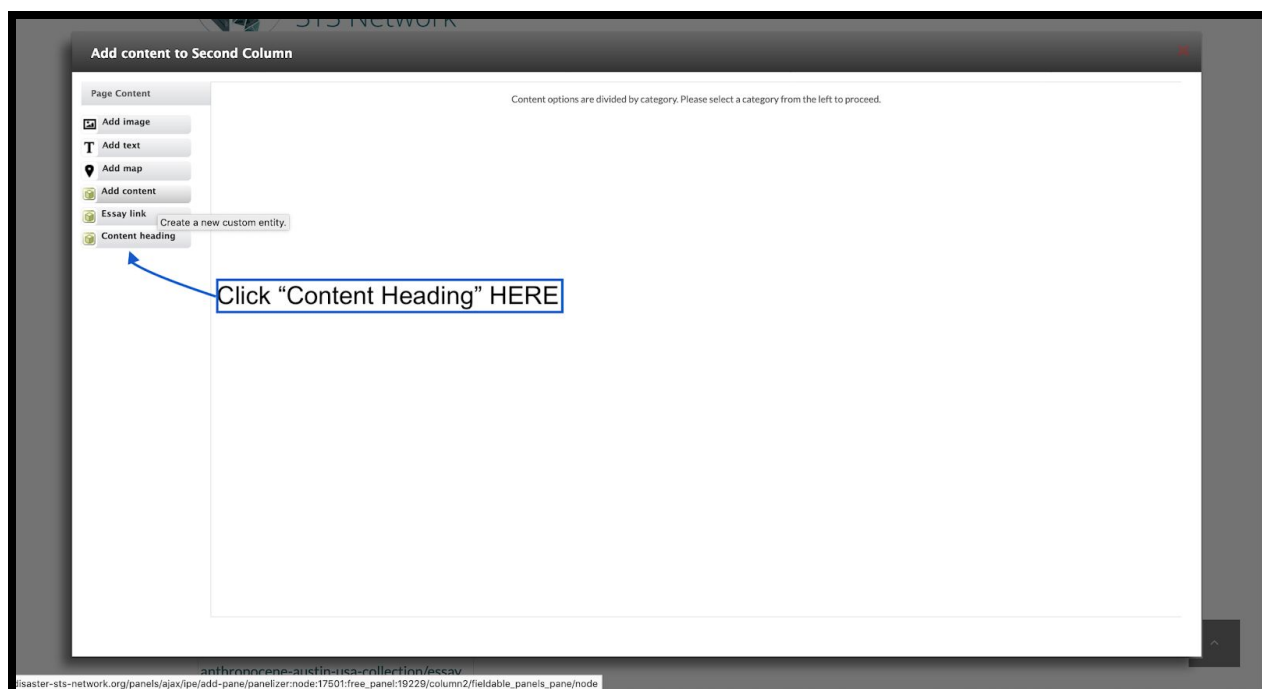 STS Network
Add content to Second Column
Page Content
Content options are divided by category. Please select a category from the left to proceed.
Add image
T Add text
Add map
Add content
Essay link
Create a new custom entity.
Content heading
Click “Content Heading” HERE
anthropocene-austin-usa-collection/essay
disaster-sts-network.org/panels/ajax/ipe/add-pane/panelizer:node:17501:free_panel:19229/column2/fieldable_panels_pane/node